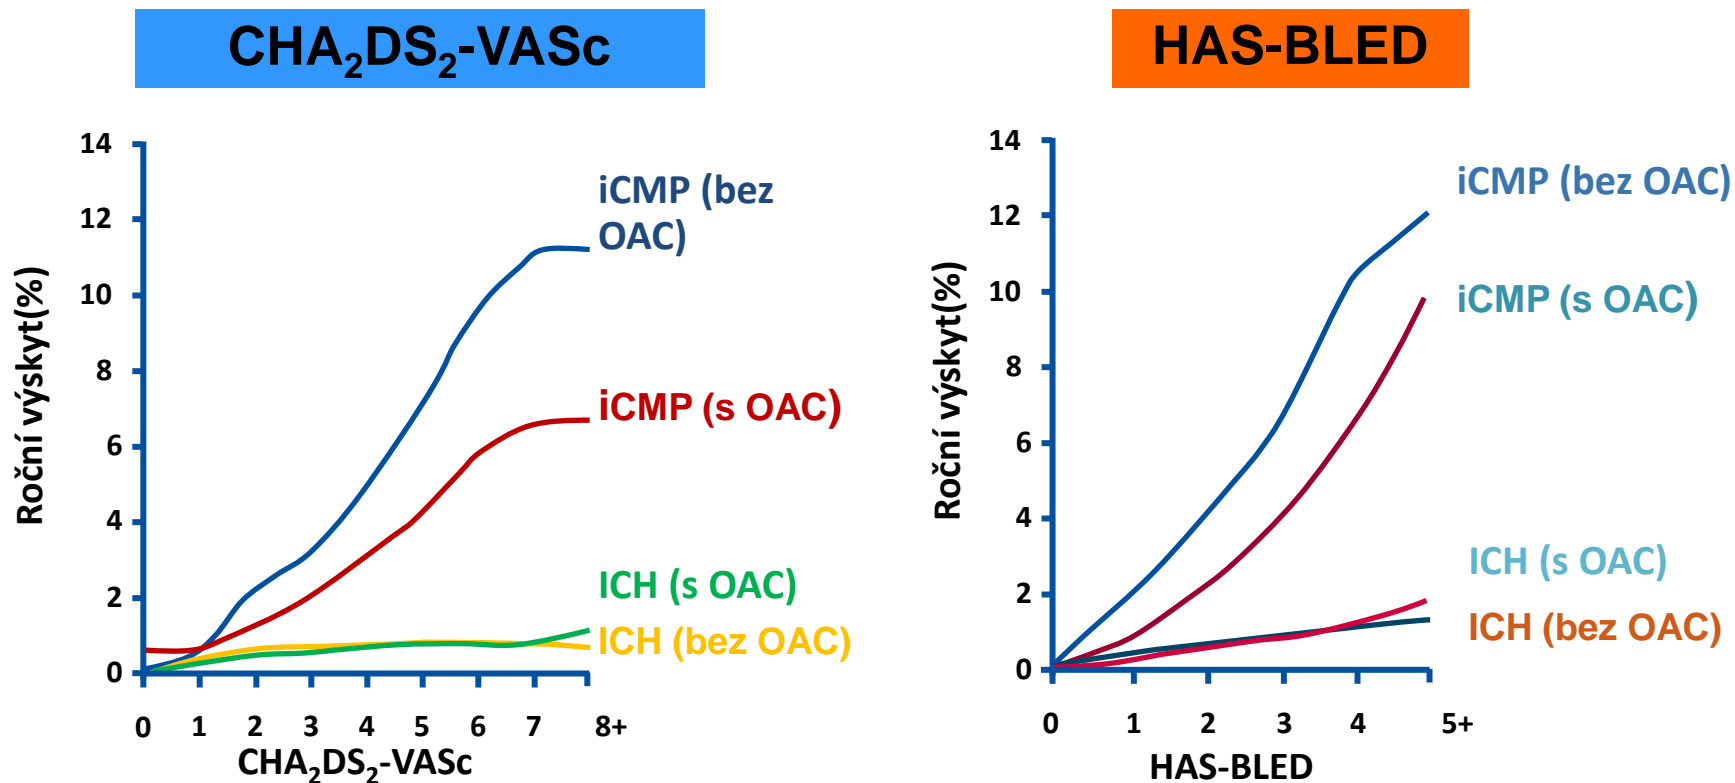 CHA₂DS₂-VASc
HAS-BLED
14
12
10
8
6
4
2
0
Roční výskyt(%)
iCMP (bez
OAC)
iCMP (s OAC)
ICH (s OAC)
ICH (bez OAC)
0 1 2 3 4 5 6 7 8+
CHA₂DS₂-VASc
14
12
10
8
6
4
2
0
Roční výskyt(%)
iCMP (bez OAC)
iCMP (s OAC)
ICH (s OAC)
ICH (bez OAC)
0 1 2 3 4 5+
HAS-BLED